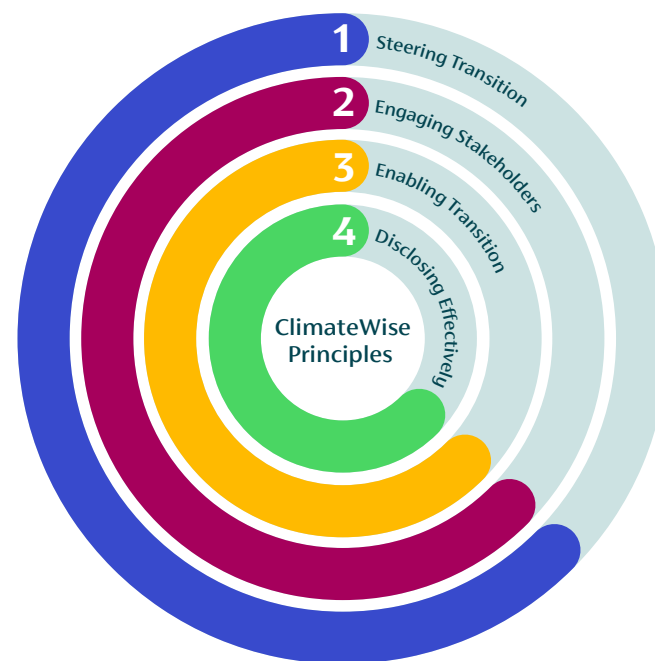 1 Steering Transition
2 Engaging Stakeholders
3 Enabling Transition
4 Disclosing Effectively
ClimateWise
Principles